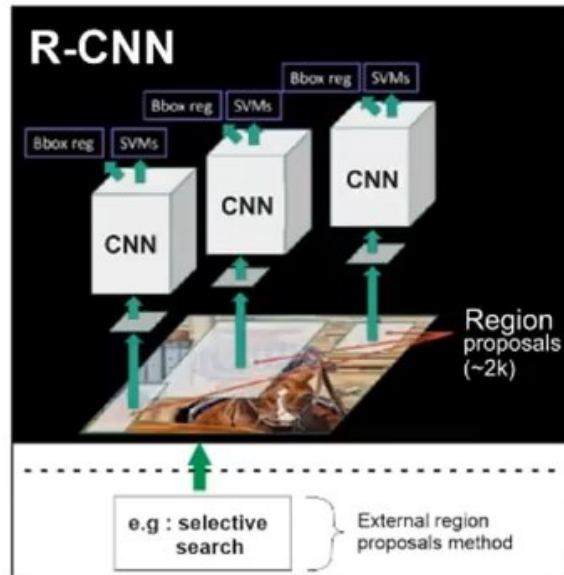 R-CNN
Bbox reg SVMs
Bbox reg SVMs
Bbox reg SVMs
CNN
CNN
CNN
Region
proposals
(~2k)
e.g : selective
search
External region
proposals method